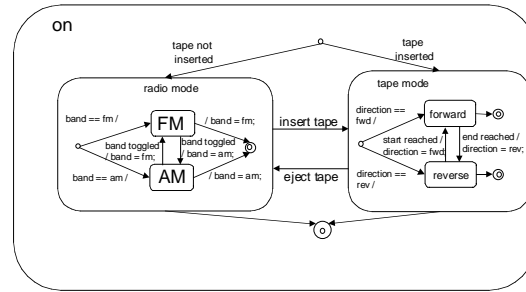 on
tape not
inserted
tape
inserted
radio mode
tape mode
band == fm /
FM
/ band = fm;
band toggled
/ band = fm;
band toggled
/ band = am;
band == am /
AM
/ band = am;
insert tape
eject tape
direction ==
fwd /
forward
start reached /
direction = fwd;
end reached /
direction = rev;
direction ==
rev /
reverse